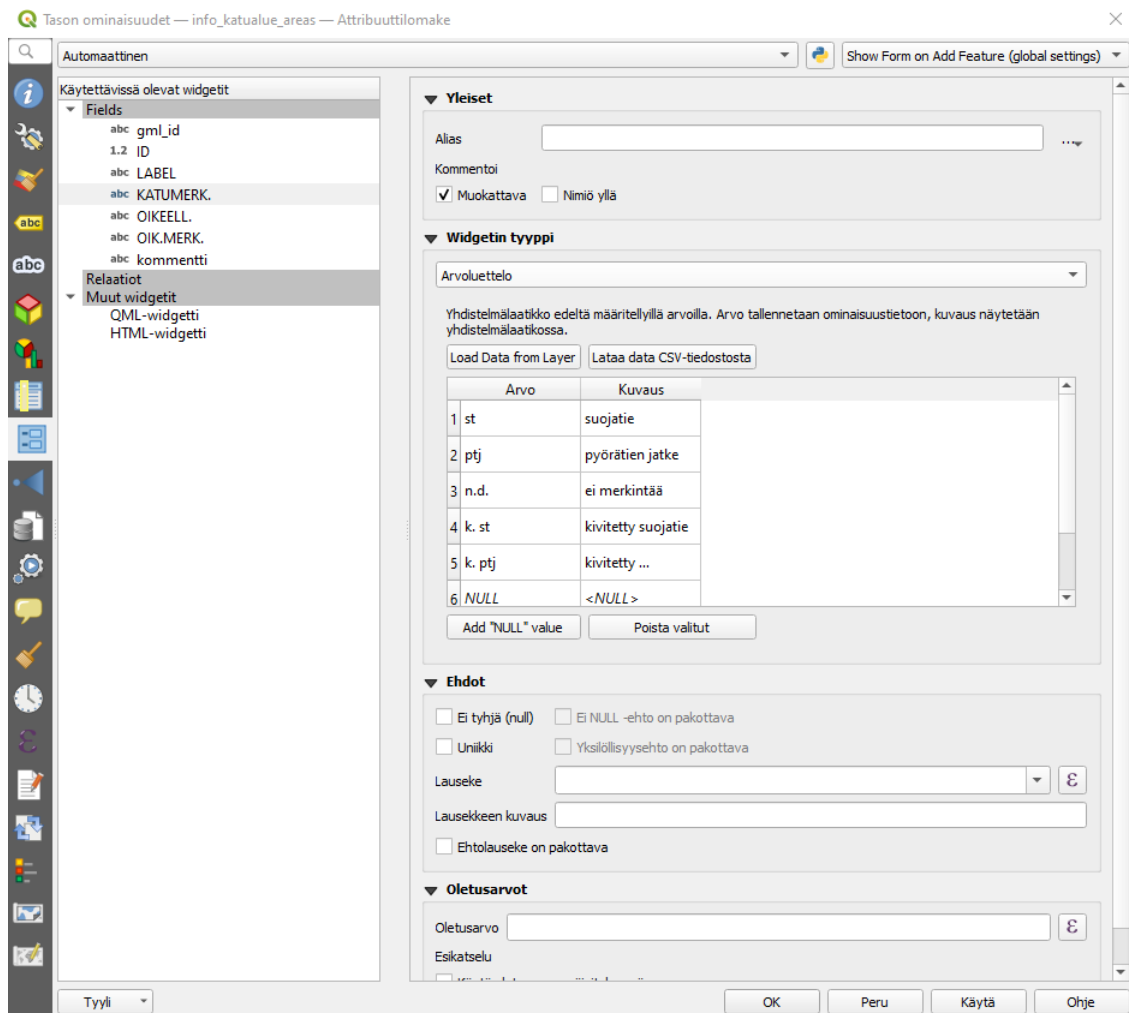 Tason ominaisuudet — info_katualue_areas — Attribuuttilomake
Automaattinen
Show Form on Add Feature (global settings)
Käytettävissä olevat widgetit
Fields
abc gml_id
1.2 ID
abc LABEL
abc KATUMERK.
abc OIKEELL.
abc OIK.MERK.
abc kommentti
Relaatiot
Muut widgetit
QML-widgetti
HTML-widgetti
abc
abc
Yleiset
Alias
...
Kommentoi
Muokattava Nimiö yllä
Widgetin tyyppi
Arvoluettelo
Yhdistelmälaatikko edeltä määritellyillä arvoilla. Arvo tallennetaan ominaisuustietoon, kuvaus näytetään
yhdistelmälaatikossa.
Load Data from Layer Lataa data CSV-tiedostosta
Arvo Kuvaus
1 st suojatie
2 ptj pyörätien jatke
3 n.d. ei merkintää
4 k. st kivitetty suojatie
5 k. ptj kivitetty ...
6 NULL <NULL>
Add "NULL" value Poista valitut
Ehdot
Ei tyhjä (null) Ei NULL -ehto on pakottava
Uniikki Yksilöllisyysehto on pakottava
Lauseke ε
Lausekkeen kuvaus
Ehtolauseke on pakottava
Oletusarvot
Oletusarvo ε
Esikatselu
Tyyli OK Peru Käytä Ohje